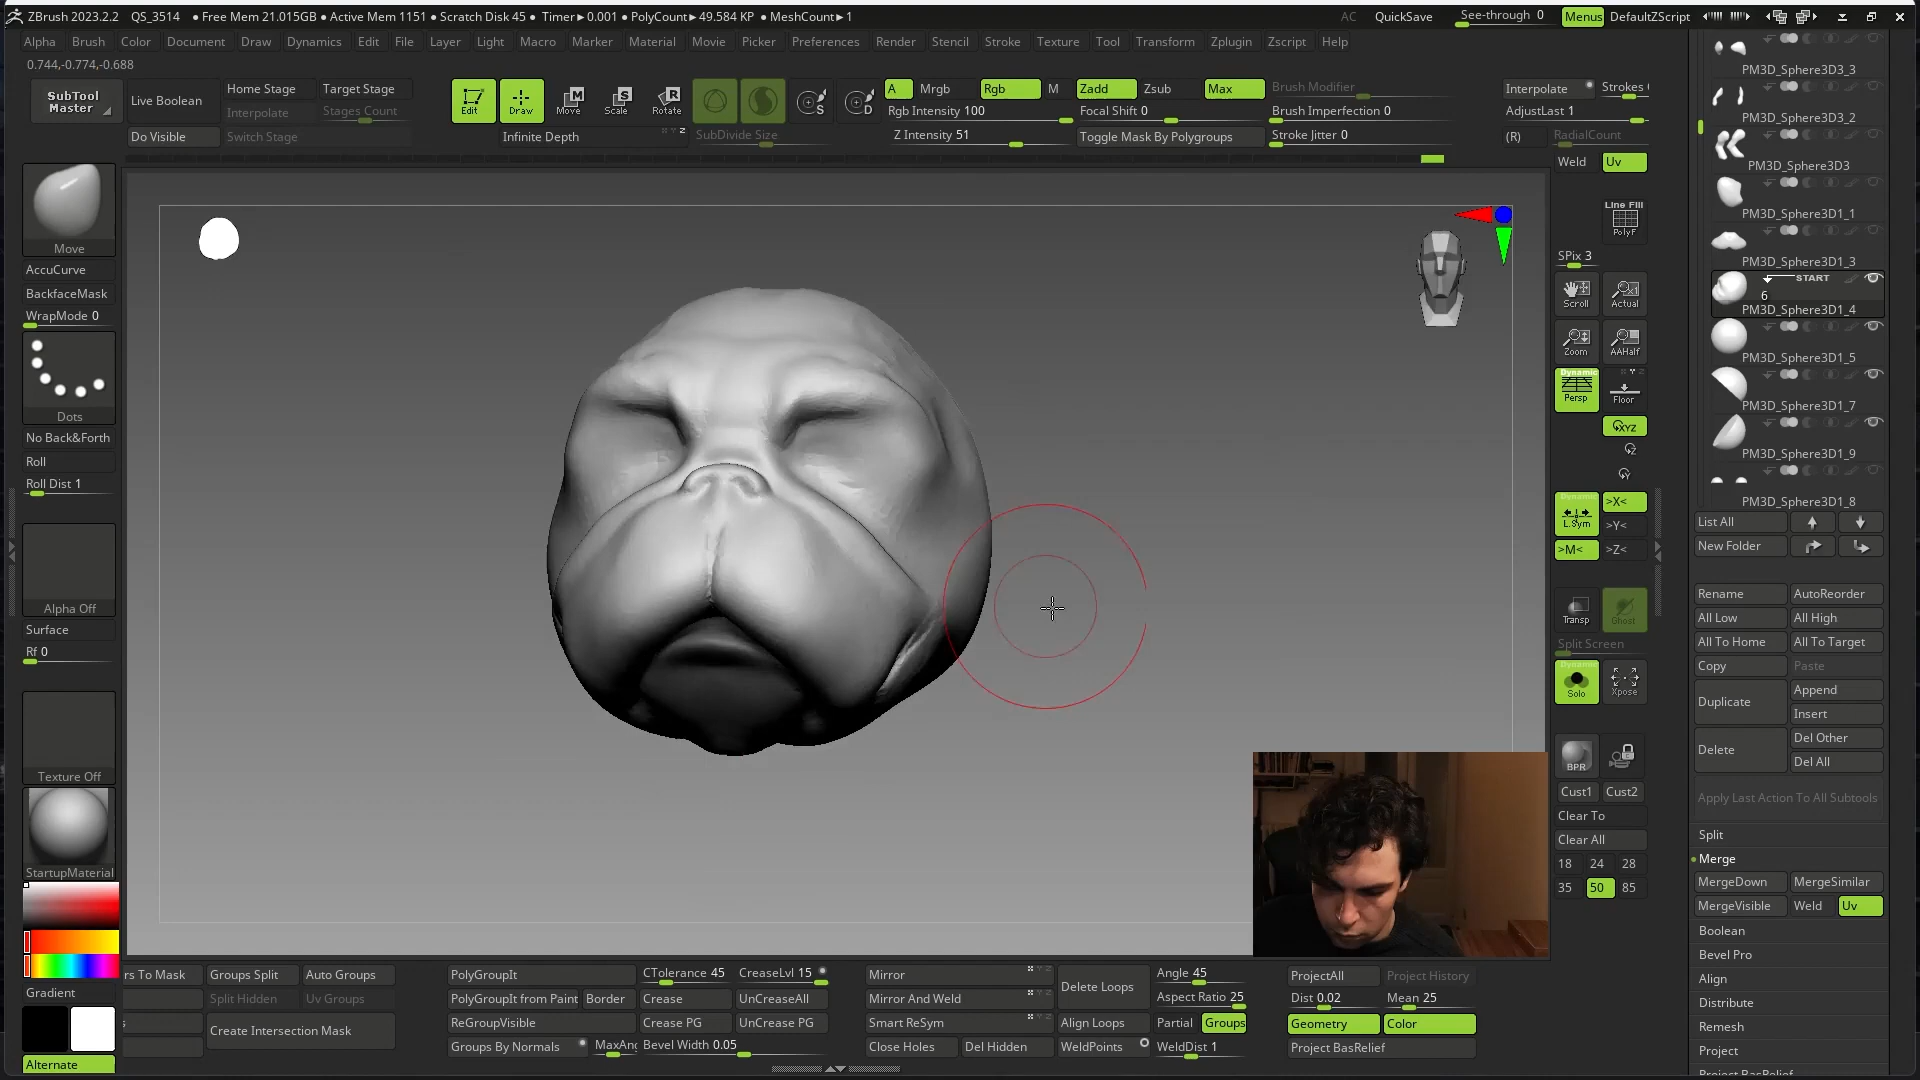 ZBrush 2023.2.2 QS_3514 ● Free Mem 21.015GB ● Active Mem 1151 ● Scratch Disk 45 ● Timer▸0.001 ● PolyCount▸49.584 KP ● MeshCount▸1 AC QuickSave See-through 0 Menus DefaultZScript
Alpha Brush Color Document Draw Dynamics Edit File Layer Light Macro Marker Material Movie Picker Preferences Render Stencil Stroke Texture Tool Transform Zplugin Zscript Help
0.744,-0.774,-0.688
SubTool Master
Live Boolean
Do Visible
Home Stage Target Stage
Interpolate Stages Count
Switch Stage
Edit Draw Move Scale Rotate
Infinite Depth
SubDivide Size
A Mrgb Rgb M Zadd Zsub Max Brush Modifier
Rgb Intensity 100 Focal Shift 0 Brush Imperfection 0
Z Intensity 51 Toggle Mask By Polygroups Stroke Jitter 0
Interpolate Strokes
AdjustLast 1
(R) RadialCount
Weld Uv
Move
AccuCurve
BackfaceMask
WrapMode 0
Dots
No Back&Forth
Roll
Roll Dist 1
Alpha Off
Surface
Rf 0
Texture Off
StartupMaterial
Gradient
Alternate
Line Fill
PolyF
SPix 3
Scroll Actual
Zoom AAHalf
Dynamic
Persp Floor
XYZ
Z
Y
Dynamic
L.Sym >X<
>Y<
>M< >Z<
Transp Ghost
Split Screen
Dynamic
Solo Xpose
BPR
Cust1 Cust2
Clear To
Clear All
18 24 28
35 50 85
PM3D_Sphere3D3_3
PM3D_Sphere3D3_2
PM3D_Sphere3D3
PM3D_Sphere3D1_1
PM3D_Sphere3D1_3
START
6
PM3D_Sphere3D1_4
PM3D_Sphere3D1_5
PM3D_Sphere3D1_7
PM3D_Sphere3D1_9
PM3D_Sphere3D1_8
List All
New Folder
Rename AutoReorder
All Low All High
All To Home All To Target
Copy Paste
Duplicate Append
Insert
Delete Del Other
Del All
Apply Last Action To All Subtools
Split
Merge
MergeDown MergeSimilar
MergeVisible Weld Uv
Boolean
Bevel Pro
Align
Distribute
Remesh
Project
Project BasRelief
rs To Mask Groups Split Auto Groups
Split Hidden Uv Groups
Create Intersection Mask
PolyGroupIt CTolerance 45 CreaseLvl 15
PolyGroupIt from Paint Border Crease UnCreaseAll
ReGroupVisible Crease PG UnCrease PG
Groups By Normals MaxAng Bevel Width 0.05
Mirror Delete Loops Angle 45
Mirror And Weld Aspect Ratio 25
Smart ReSym Align Loops Partial Groups
Close Holes Del Hidden WeldPoints WeldDist 1
ProjectAll Project History
Dist 0.02 Mean 25
Geometry Color
Project BasRelief